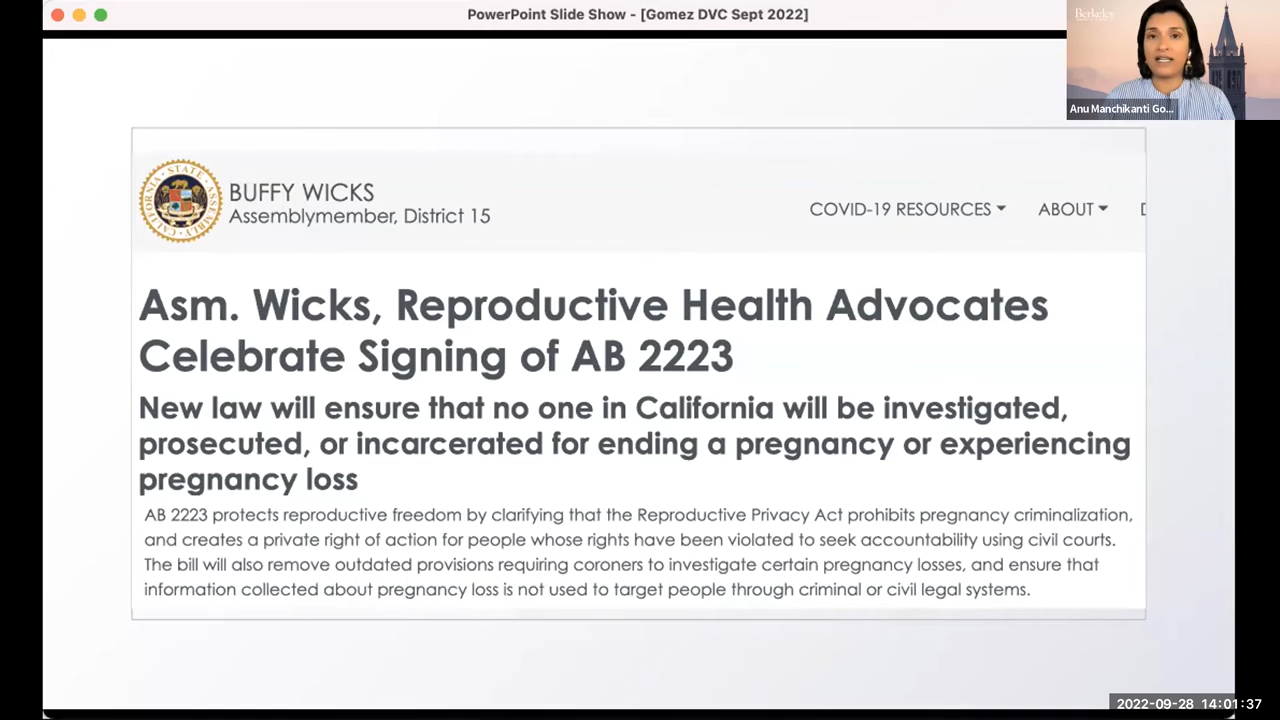 PowerPoint Slide Show - [Gomez DVC Sept 2022]
Berkeley
Anu Manchikanti Go...
CALIFORNIA STATE ASSEMBLY
BUFFY WICKS
Assemblymember, District 15
COVID-19 RESOURCES
ABOUT
Asm. Wicks, Reproductive Health Advocates
Celebrate Signing of AB 2223
New law will ensure that no one in California will be investigated,
prosecuted, or incarcerated for ending a pregnancy or experiencing
pregnancy loss
AB 2223 protects reproductive freedom by clarifying that the Reproductive Privacy Act prohibits pregnancy criminalization,
and creates a private right of action for people whose rights have been violated to seek accountability using civil courts.
The bill will also remove outdated provisions requiring coroners to investigate certain pregnancy losses, and ensure that
information collected about pregnancy loss is not used to target people through criminal or civil legal systems.
2022-09-28 14:01:37